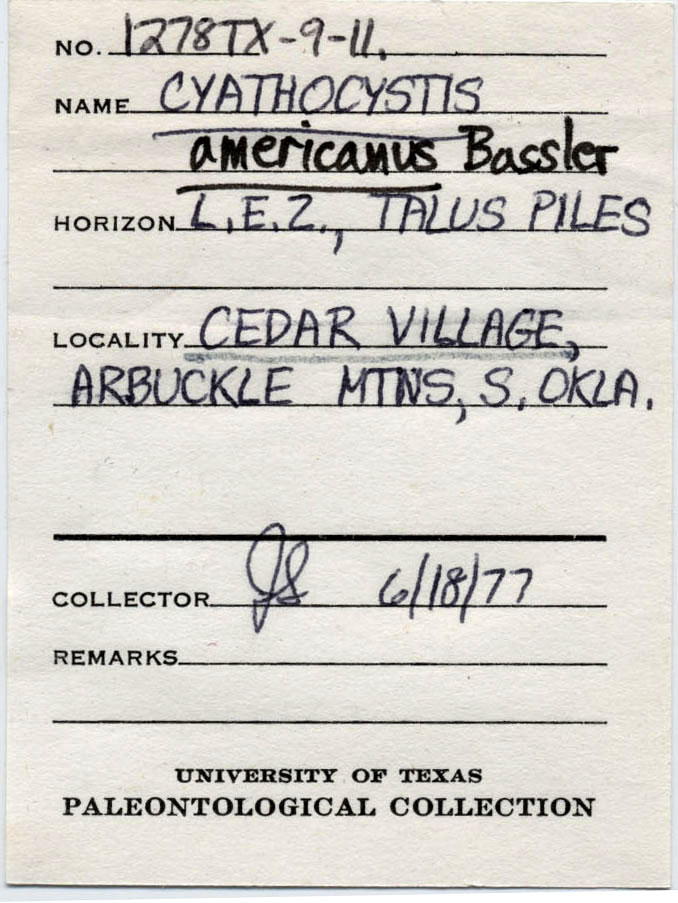 NO. 1278TX-9-11.
NAME CYATHOCYSTIS
americanus Bassler
HORIZON L.E.Z., TALUS PILES
LOCALITY CEDAR VILLAGE,
ARBUCKLE MTNS, S. OKLA.
COLLECTOR JS 6/18/77
REMARKS
UNIVERSITY OF TEXAS
PALEONTOLOGICAL COLLECTION